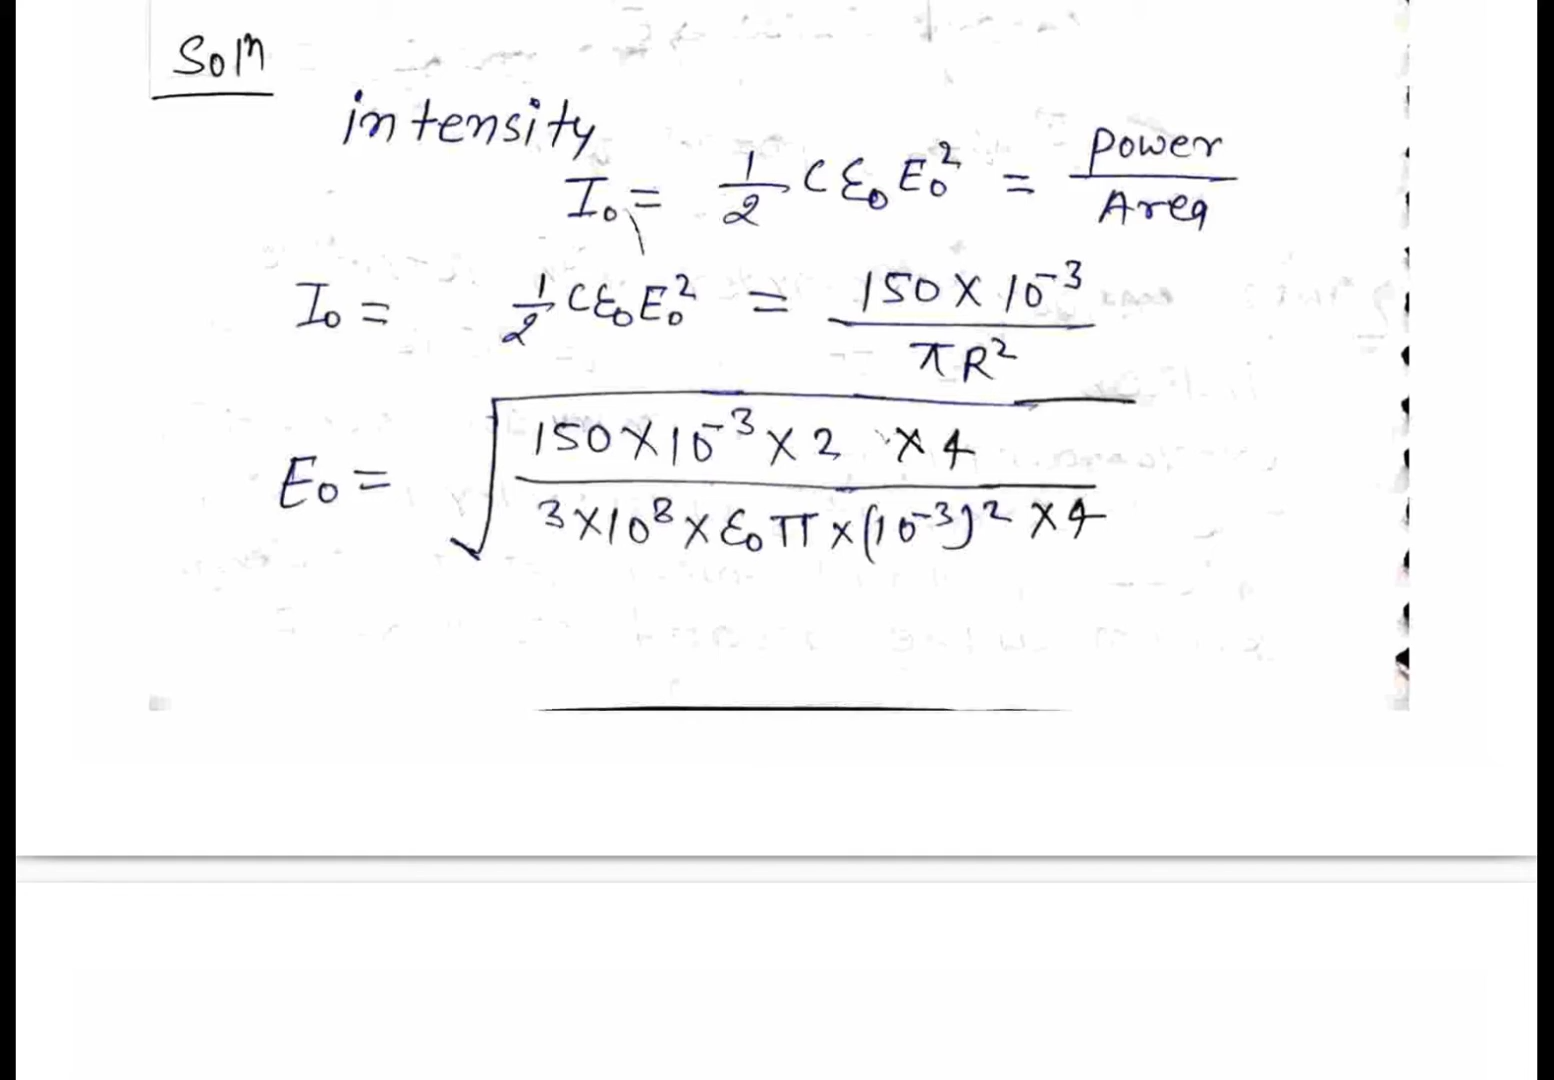 Soln
intensity
I₀ = 1/2 C ε₀ E₀² = Power/Area
I₀ = 1/2 C ε₀ E₀² = 150 × 10⁻³ / π R²
E₀ = √(150 × 10⁻³ × 2 × 4 / 3 × 10⁸ × ε₀ π × (10⁻³)² × 4)